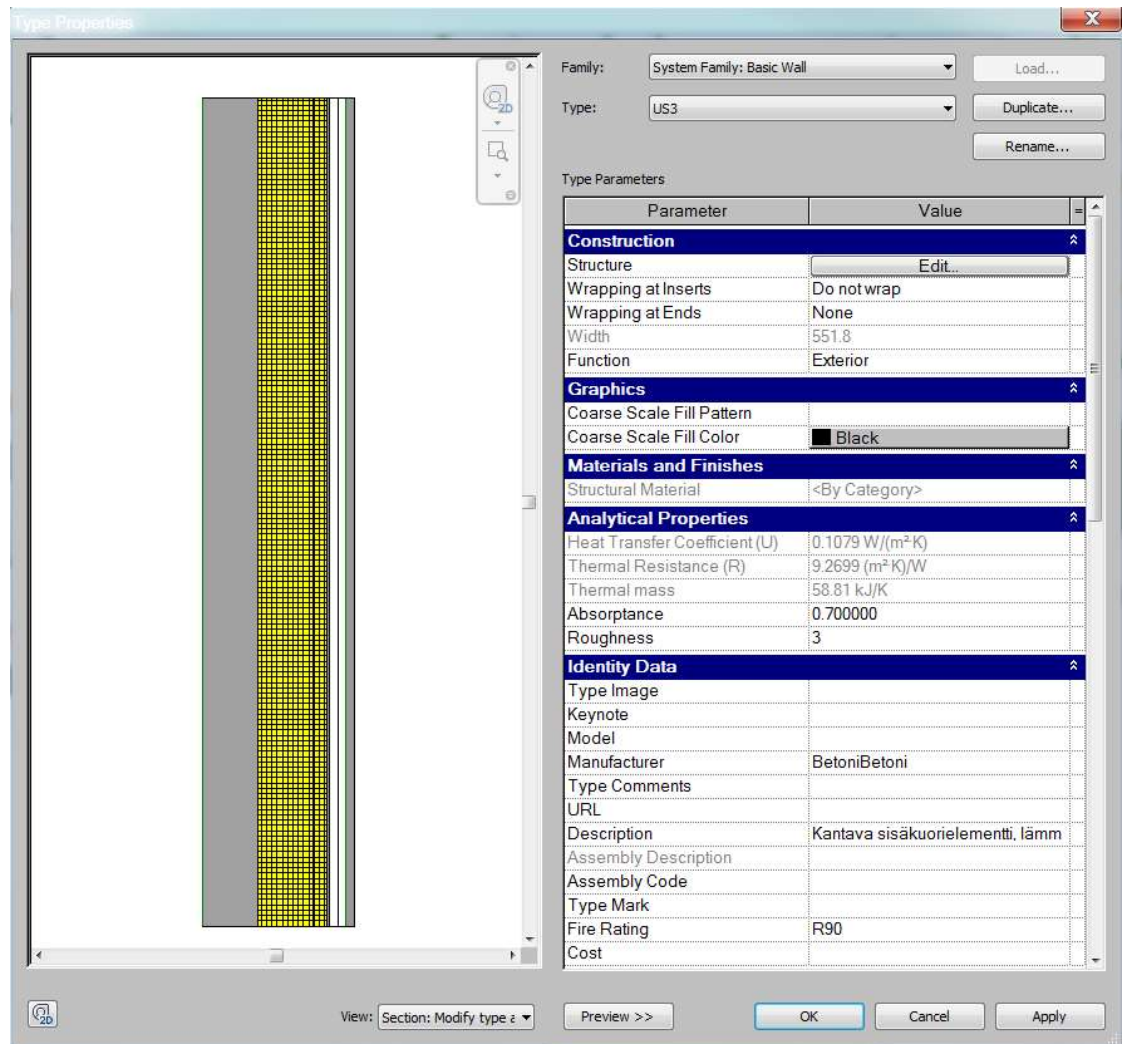 Type Properties
Family: System Family: Basic Wall Load...
Type: US3 Duplicate...
Rename...
Type Parameters
Parameter Value =
Construction
Structure Edit...
Wrapping at Inserts Do not wrap
Wrapping at Ends None
Width 551.8
Function Exterior
Graphics
Coarse Scale Fill Pattern
Coarse Scale Fill Color Black
Materials and Finishes
Structural Material <By Category>
Analytical Properties
Heat Transfer Coefficient (U) 0.1079 W/(m²·K)
Thermal Resistance (R) 9.2699 (m²·K)/W
Thermal mass 58.81 kJ/K
Absorptance 0.700000
Roughness 3
Identity Data
Type Image
Keynote
Model
Manufacturer BetoniBetoni
Type Comments
URL
Description Kantava sisäkuorielementti, lämm
Assembly Description
Assembly Code
Type Mark
Fire Rating R90
Cost
2D
2D
View: Section: Modify type a Preview >> OK Cancel Apply